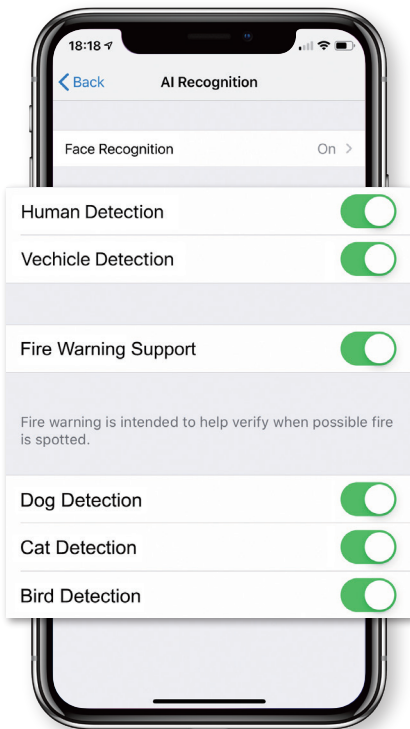 18:18
Back
AI Recognition
Face Recognition On
Human Detection
Vechicle Detection
Fire Warning Support
Fire warning is intended to help verify when possible fire
is spotted.
Dog Detection
Cat Detection
Bird Detection